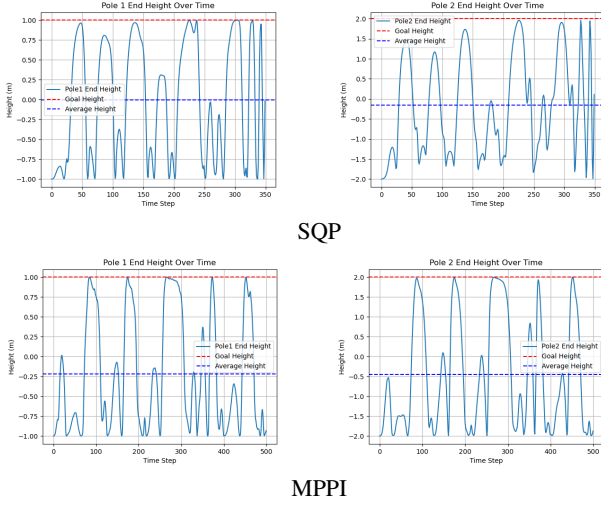 Pole 1 End Height Over Time
Height (m)
1.00
0.75
0.50
0.25
0.00
−0.25
−0.50
−0.75
−1.00
Pole1 End Height
Goal Height
Average Height
0 50 100 150 200 250 300 350
Time Step
Pole 2 End Height Over Time
Height (m)
2.0
1.5
1.0
0.5
0.0
−0.5
−1.0
−1.5
−2.0
Pole2 End Height
Goal Height
Average Height
0 50 100 150 200 250 300 350
Time Step
SQP
Pole 1 End Height Over Time
Height (m)
1.00
0.75
0.50
0.25
0.00
−0.25
−0.50
−0.75
−1.00
Pole1 End Height
Goal Height
Average Height
0 100 200 300 400 500
Time Step
Pole 2 End Height Over Time
Height (m)
2.0
1.5
1.0
0.5
0.0
−0.5
−1.0
−1.5
−2.0
Pole2 End Height
Goal Height
Average Height
0 100 200 300 400 500
Time Step
MPPI